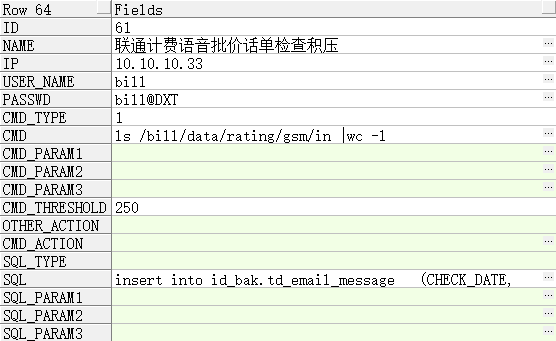 Row 64 Fields
ID 61
NAME 联通计费语音批价话单检查积压
IP 10.10.10.33
USER_NAME bill
PASSWD bill@DXT
CMD_TYPE 1
CMD ls /bill/data/rating/gsm/in |wc -l
CMD_PARAM1
CMD_PARAM2
CMD_PARAM3
CMD_THRESHOLD 250
OTHER_ACTION
CMD_ACTION
SQL_TYPE
SQL insert into id_bak.td_email_message (CHECK_DATE,
SQL_PARAM1
SQL_PARAM2
SQL_PARAM3